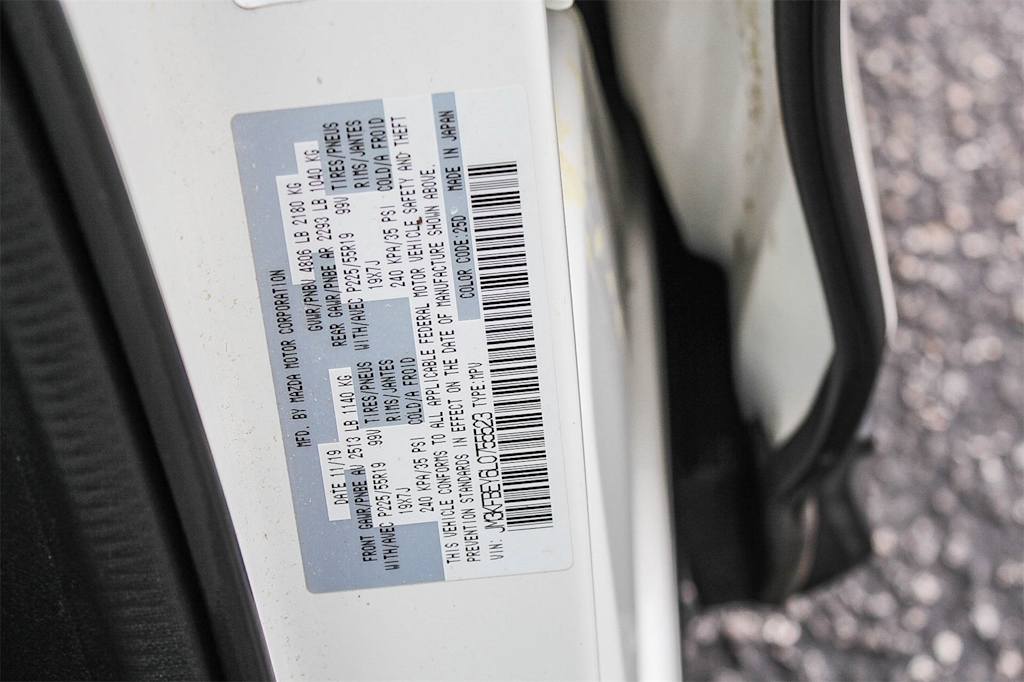 MFD. BY MAZDA MOTOR CORPORATION
DATE 11/19 GVWR/PNBV 4806 LB 2180 KG
FRONT GAWR/PNBE AV 2513 LB 1140 KG REAR GAWR/PNBE AR 2293 LB 1040 KG
WITH/AVEC P225/55R19 99V TIRES/PNEUS WITH/AVEC P225/55R19 99V TIRES/PNEUS
19X7J RIMS/JANTES 19X7J RIMS/JANTES
240 KPA/35 PSI COLD/A FROID 240 KPA/35 PSI COLD/A FROID
THIS VEHICLE CONFORMS TO ALL APPLICABLE FEDERAL MOTOR VEHICLE SAFETY AND THEFT
PREVENTION STANDARDS IN EFFECT ON THE DATE OF MANUFACTURE SHOWN ABOVE.
VIN: JM3KFBEY6L0755523 TYPE:MPV COLOR CODE:25D MADE IN JAPAN